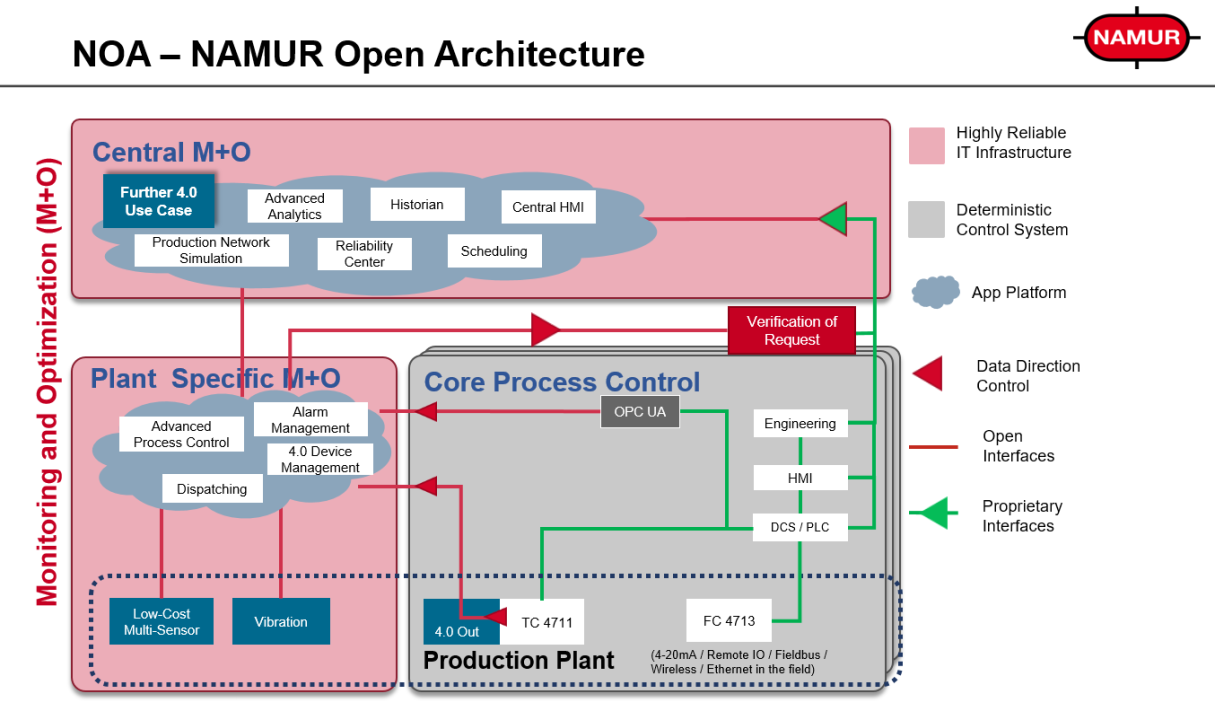 NOA – NAMUR Open Architecture
NAMUR
Monitoring and Optimization (M+O)
Central M+O
Further 4.0
Use Case
Advanced
Analytics
Historian
Central HMI
Production Network
Simulation
Reliability
Center
Scheduling
Verification of
Request
Plant Specific M+O
Advanced
Process Control
Alarm
Management
4.0 Device
Management
Dispatching
Low-Cost
Multi-Sensor
Vibration
Core Process Control
OPC UA
Engineering
HMI
DCS / PLC
4.0 Out
TC 4711
FC 4713
Production Plant
(4-20mA / Remote IO / Fieldbus /
Wireless / Ethernet in the field)
Highly Reliable
IT Infrastructure
Deterministic
Control System
App Platform
Data Direction
Control
Open
Interfaces
Proprietary
Interfaces